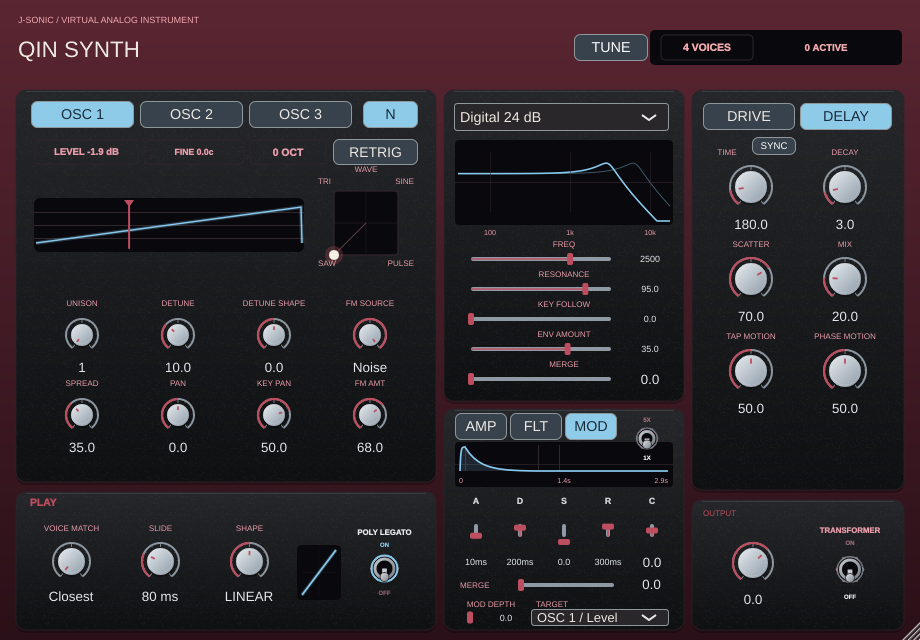 J-SONIC / VIRTUAL ANALOG INSTRUMENT
QIN SYNTH
TUNE
4 VOICES
0 ACTIVE
OSC 1
OSC 2
OSC 3
N
LEVEL -1.9 dB
FINE 0.0c
0 OCT
RETRIG
WAVE
TRI
SINE
SAW
PULSE
UNISON
DETUNE
DETUNE SHAPE
FM SOURCE
1
10.0
0.0
Noise
SPREAD
PAN
KEY PAN
FM AMT
35.0
0.0
50.0
68.0
PLAY
VOICE MATCH
SLIDE
SHAPE
POLY LEGATO
ON
OFF
Closest
80 ms
LINEAR
Digital 24 dB
100
1k
10k
FREQ
2500
RESONANCE
95.0
KEY FOLLOW
0.0
ENV AMOUNT
35.0
MERGE
0.0
AMP
FLT
MOD
5X
1X
0
1.4s
2.9s
A
D
S
R
C
10ms
200ms
0.0
300ms
0.0
MERGE
0.0
MOD DEPTH
TARGET
0.0
OSC 1 / Level
DRIVE
DELAY
TIME
SYNC
DECAY
180.0
3.0
SCATTER
MIX
70.0
20.0
TAP MOTION
PHASE MOTION
50.0
50.0
OUTPUT
TRANSFORMER
ON
OFF
0.0